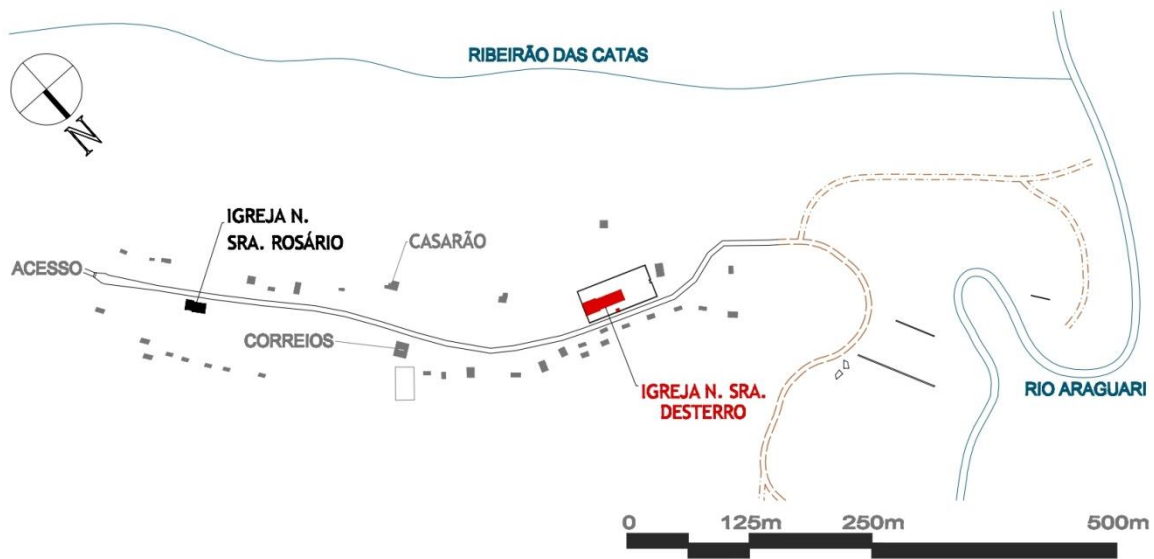 RIBEIRÃO DAS CATAS
N
IGREJA N.
SRA. ROSÁRIO
CASARÃO
ACESSO
CORREIOS
IGREJA N. SRA.
DESTERRO
RIO ARAGUARI
0 125m 250m 500m